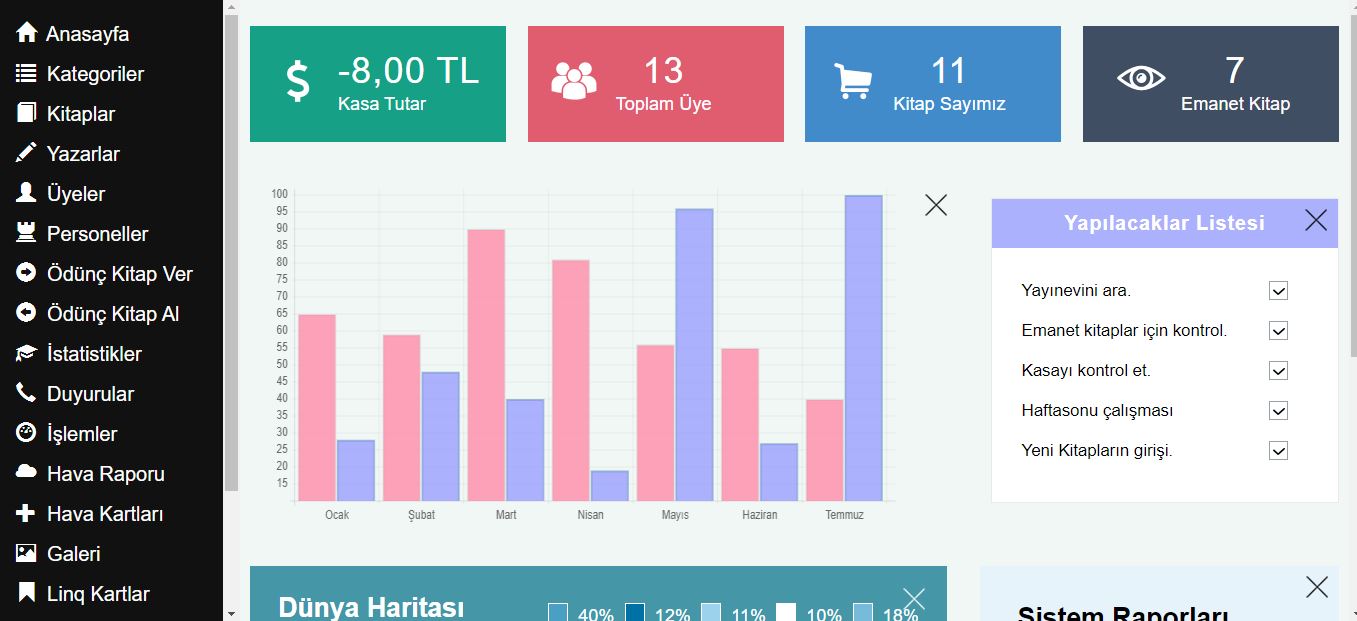 Anasayfa
Kategoriler
Kitaplar
Yazarlar
Üyeler
Personeller
Ödünç Kitap Ver
Ödünç Kitap Al
İstatistikler
Duyurular
İşlemler
Hava Raporu
Hava Kartları
Galeri
Linq Kartlar
-8,00 TL
Kasa Tutar
13
Toplam Üye
11
Kitap Sayımız
7
Emanet Kitap
100
95
90
85
80
75
70
65
60
55
50
45
40
35
30
25
20
15
Ocak Şubat Mart Nisan Mayıs Haziran Temmuz
Yapılacaklar Listesi
Yayınevini ara.
Emanet kitaplar için kontrol.
Kasayı kontrol et.
Haftasonu çalışması
Yeni Kitapların girişi.
Dünya Haritası
40% 12% 11% 10% 18%
Sistem Raporları